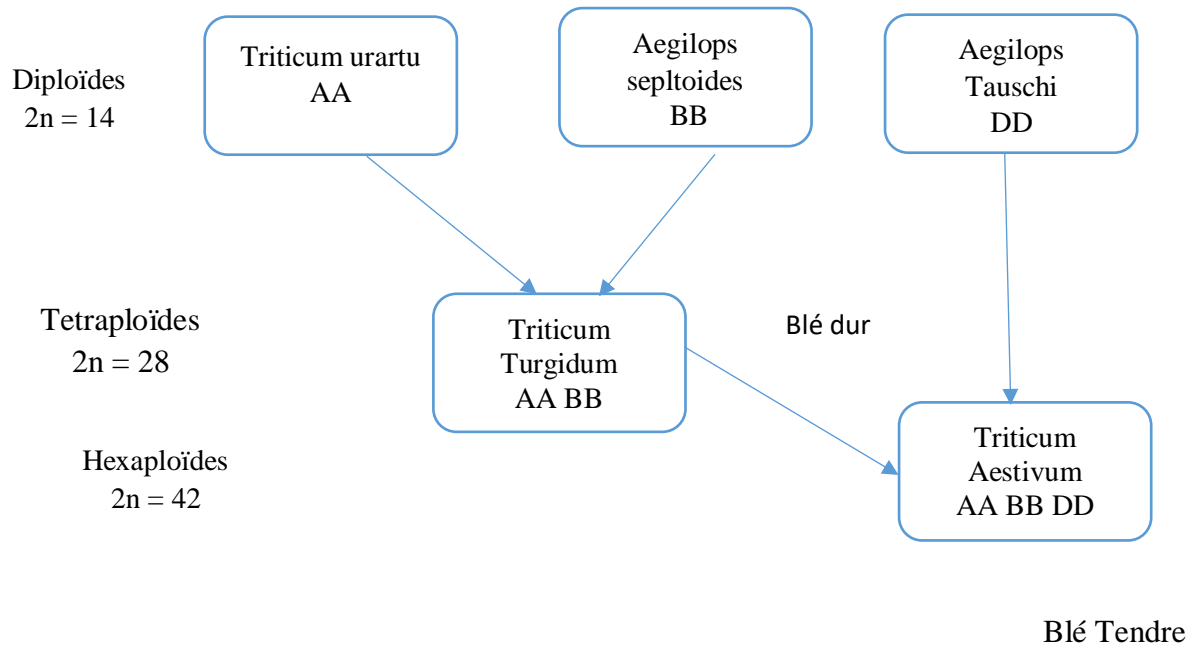 Diploïdes
2n = 14
Triticum urartu
AA
Aegilops
sepltoides
BB
Aegilops
Tauschi
DD
Tetraploïdes
2n = 28
Triticum
Turgidum
AA BB
Blé dur
Hexaploïdes
2n = 42
Triticum
Aestivum
AA BB DD
Blé Tendre